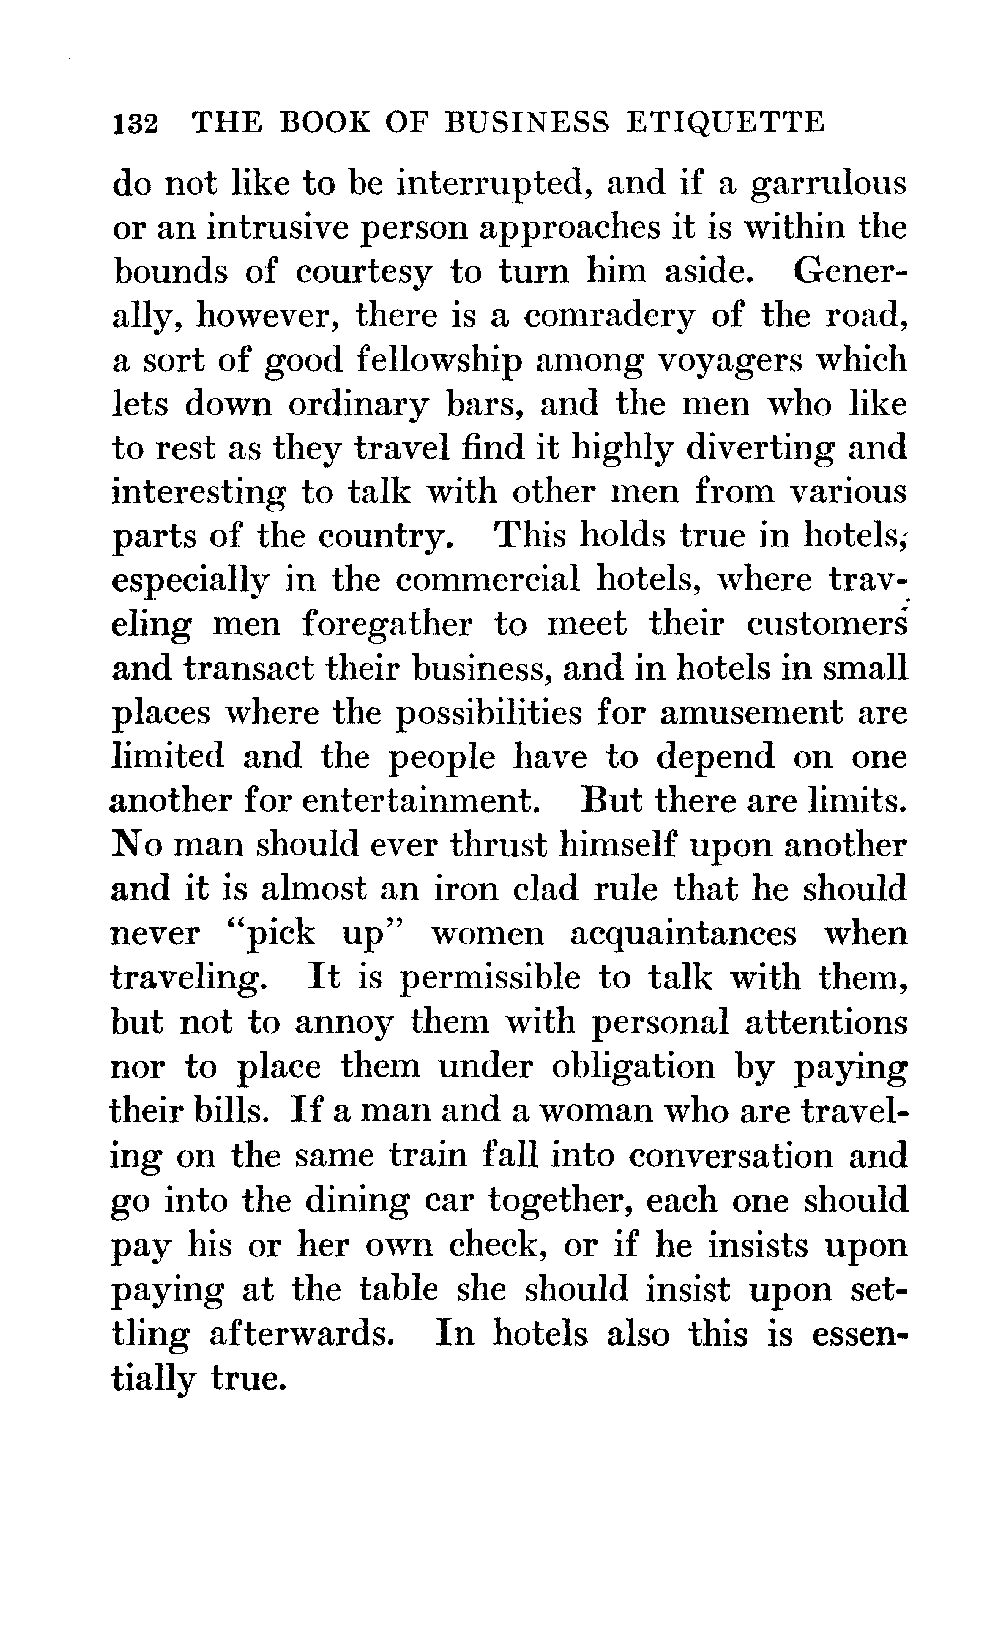 132 THE BOOK OF BUSINESS ETIQUETTE
do not like to be interrupted, and if a garrulous
or an intrusive person approaches it is within the
bounds of courtesy to turn him aside. Gener-
ally, however, there is a comradery of the road,
a sort of good fellowship among voyagers which
lets down ordinary bars, and the men who like
to rest as they travel find it highly diverting and
interesting to talk with other men from various
parts of the country. This holds true in hotels,
especially in the commercial hotels, where trav-
eling men foregather to meet their customers
and transact their business, and in hotels in small
places where the possibilities for amusement are
limited and the people have to depend on one
another for entertainment. But there are limits.
No man should ever thrust himself upon another
and it is almost an iron clad rule that he should
never “pick up” women acquaintances when
traveling. It is permissible to talk with them,
but not to annoy them with personal attentions
nor to place them under obligation by paying
their bills. If a man and a woman who are travel-
ing on the same train fall into conversation and
go into the dining car together, each one should
pay his or her own check, or if he insists upon
paying at the table she should insist upon set-
tling afterwards. In hotels also this is essen-
tially true.